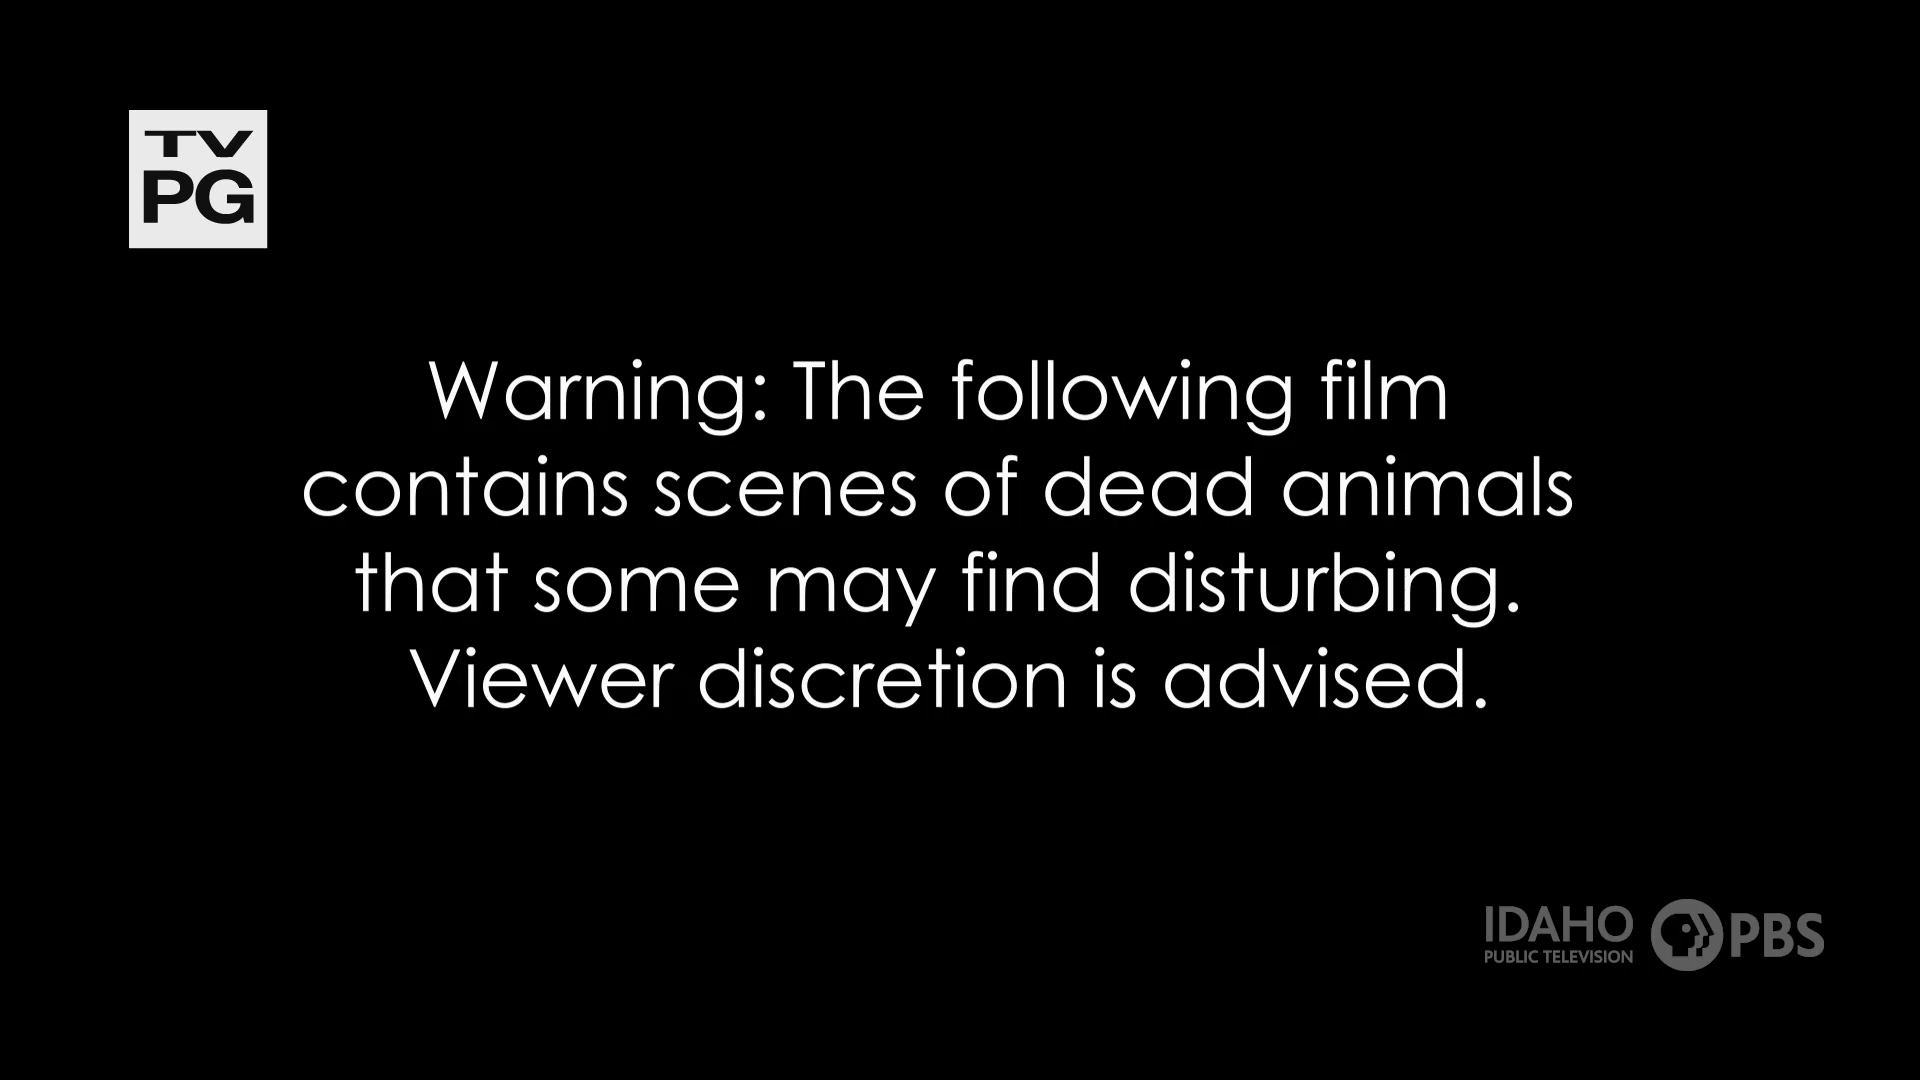 TV
PG
Warning: The following film
contains scenes of dead animals
that some may find disturbing.
Viewer discretion is advised.
IDAHO
PUBLIC TELEVISION
PBS